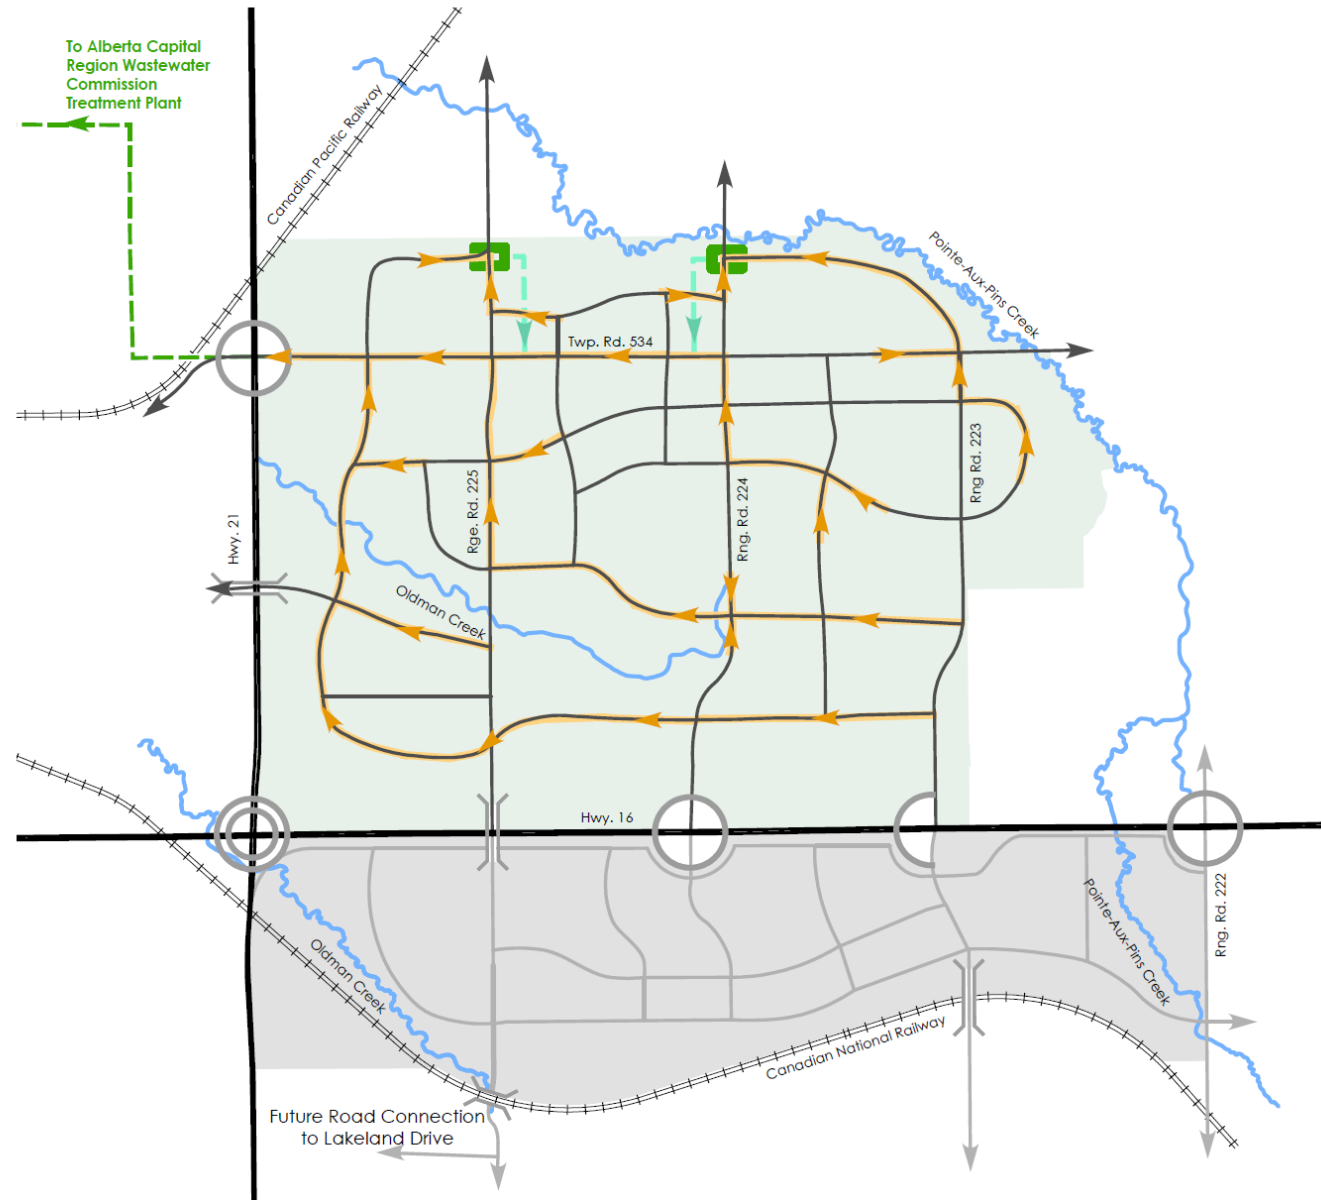 To Alberta Capital
Region Wastewater
Commission
Treatment Plant
Canadian Pacific Railway
Pointe-Aux-Pins Creek
Twp. Rd. 534
Hwy. 21
Rge. Rd. 225
Rng. Rd. 224
Rng Rd. 223
Oldman Creek
Hwy. 16
Oldman Creek
Pointe-Aux-Pins Creek
Rng. Rd. 222
Canadian National Railway
Future Road Connection
to Lakeland Drive